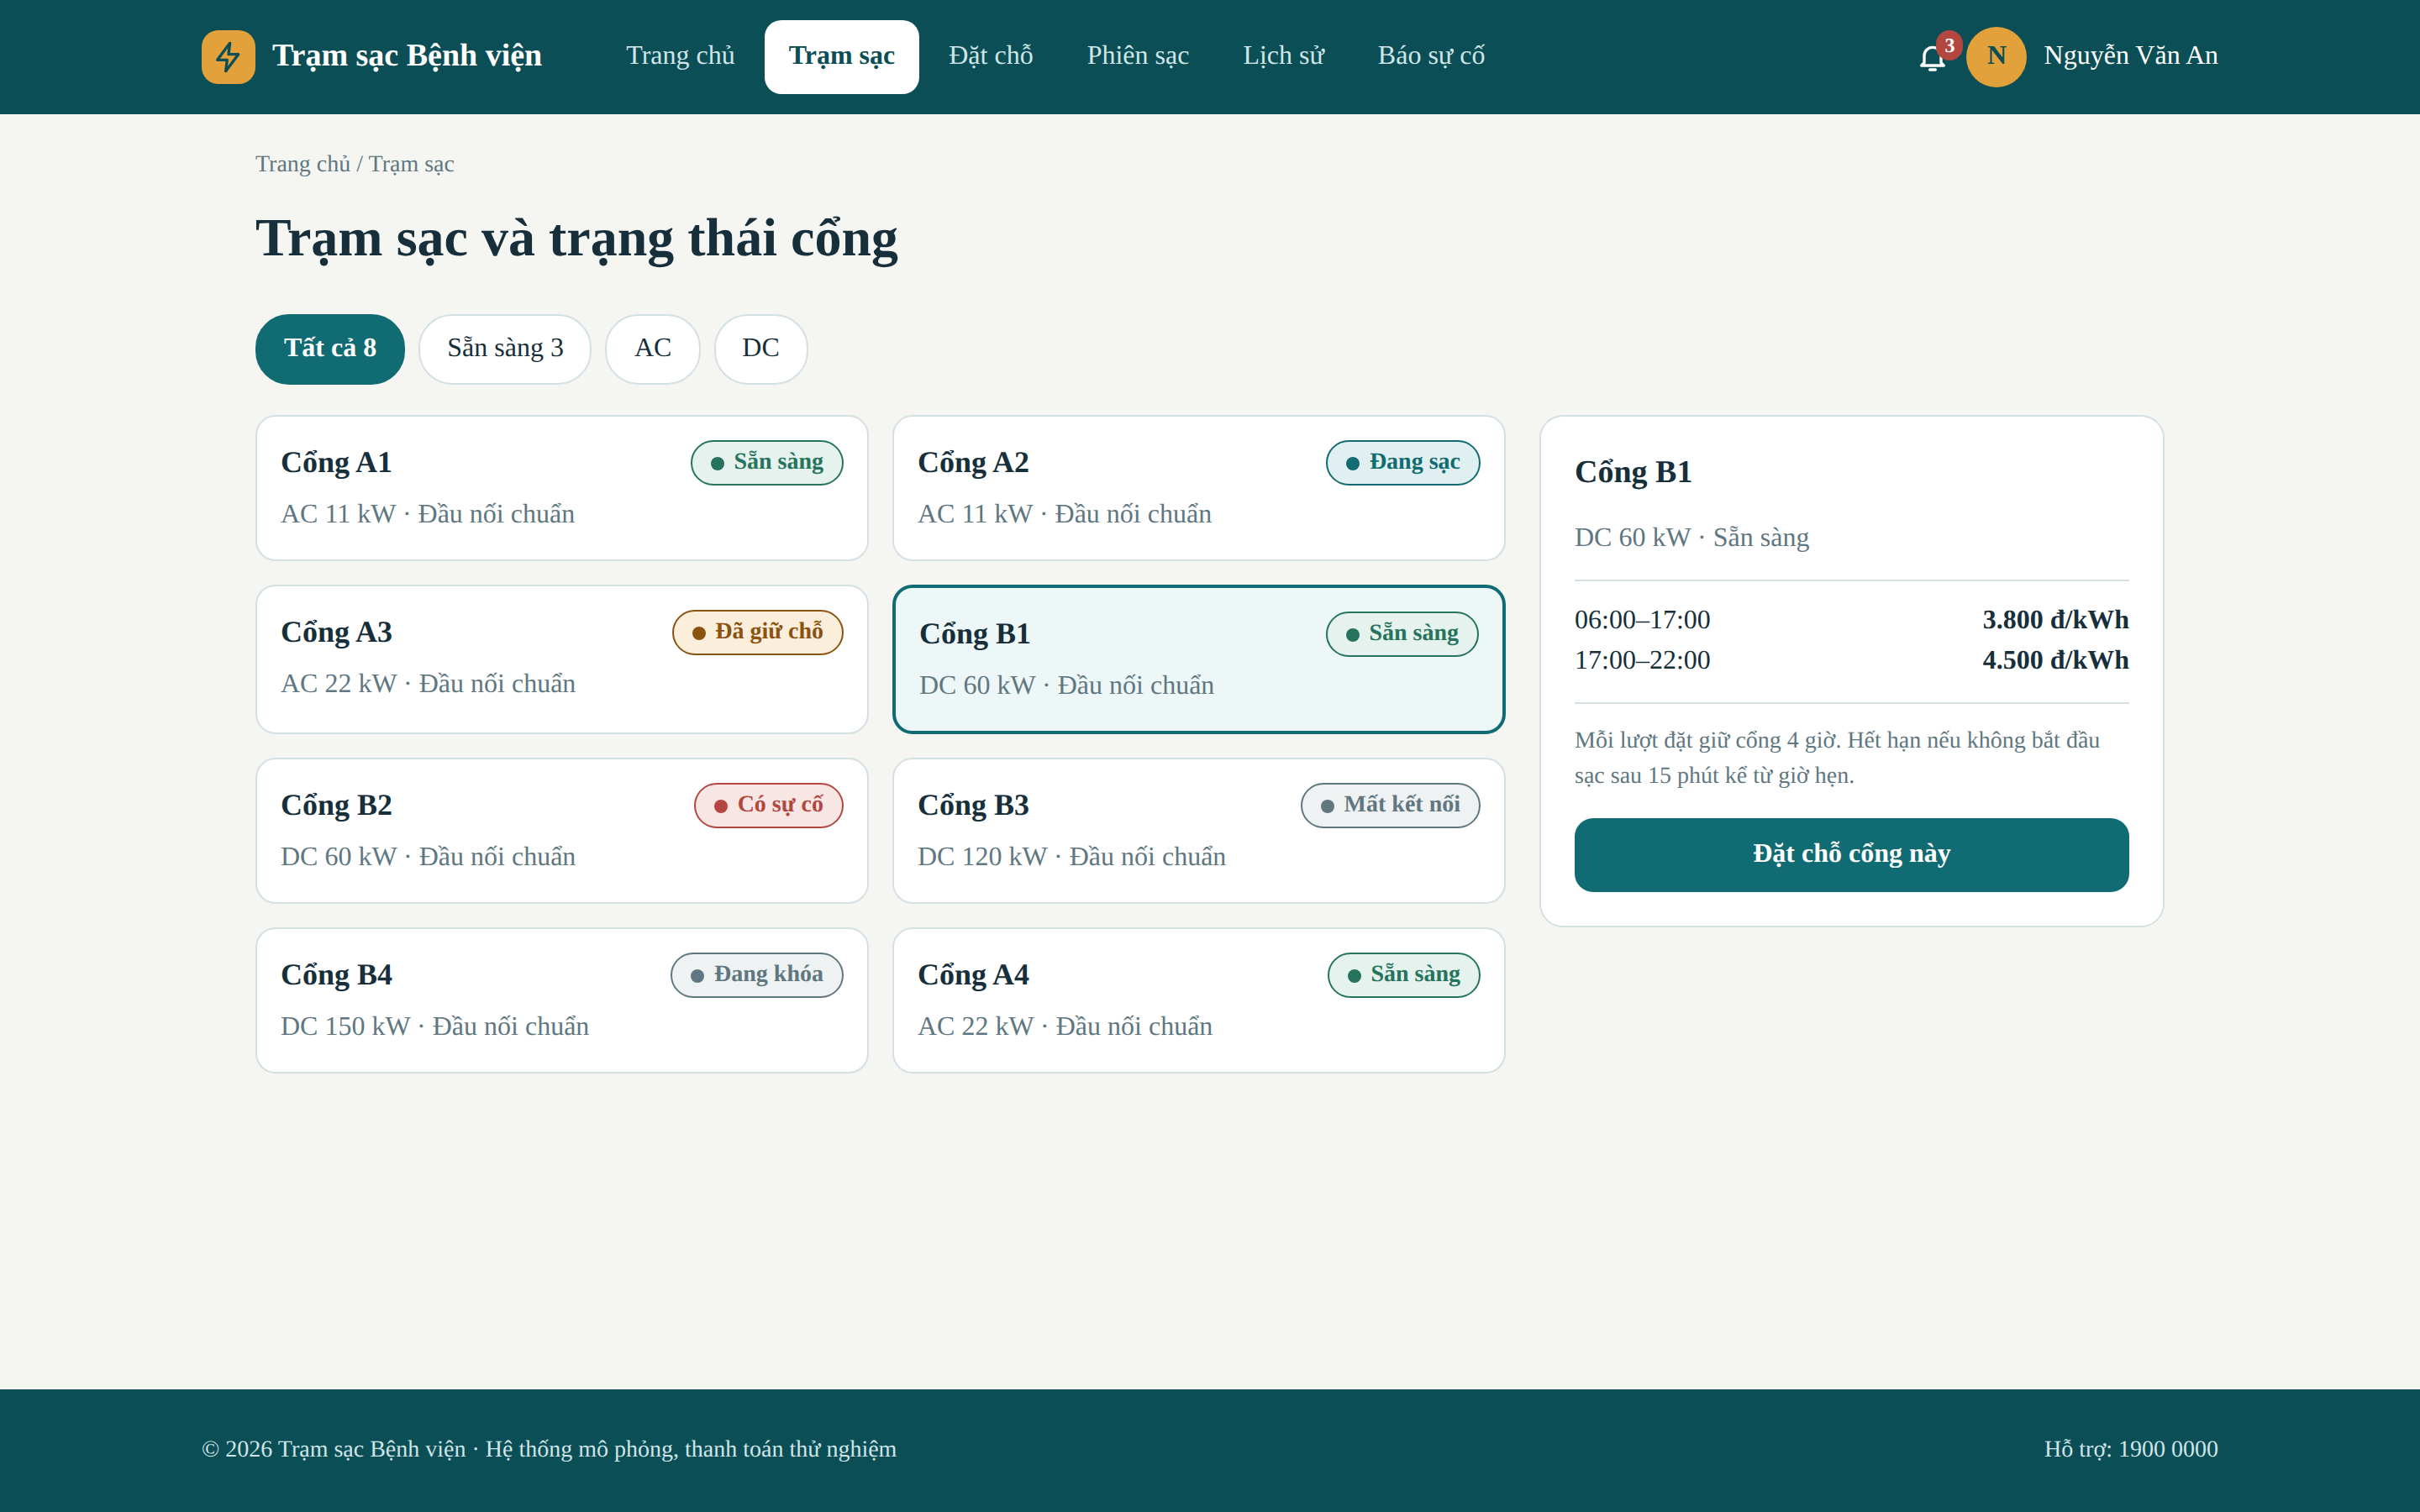 Trạm sạc Bệnh viện
Trang chủ
Trạm sạc
Đặt chỗ
Phiên sạc
Lịch sử
Báo sự cố
3
N
Nguyễn Văn An
Trang chủ / Trạm sạc
Trạm sạc và trạng thái cổng
Tất cả 8
Sẵn sàng 3
AC
DC
Cổng A1
Sẵn sàng
AC 11 kW · Đầu nối chuẩn
Cổng A2
Đang sạc
AC 11 kW · Đầu nối chuẩn
Cổng A3
Đã giữ chỗ
AC 22 kW · Đầu nối chuẩn
Cổng B1
Sẵn sàng
DC 60 kW · Đầu nối chuẩn
Cổng B2
Có sự cố
DC 60 kW · Đầu nối chuẩn
Cổng B3
Mất kết nối
DC 120 kW · Đầu nối chuẩn
Cổng B4
Đang khóa
DC 150 kW · Đầu nối chuẩn
Cổng A4
Sẵn sàng
AC 22 kW · Đầu nối chuẩn
Cổng B1
DC 60 kW · Sẵn sàng
06:00–17:00 3.800 đ/kWh
17:00–22:00 4.500 đ/kWh
Mỗi lượt đặt giữ cổng 4 giờ. Hết hạn nếu không bắt đầu
sạc sau 15 phút kể từ giờ hẹn.
Đặt chỗ cổng này
© 2026 Trạm sạc Bệnh viện · Hệ thống mô phỏng, thanh toán thử nghiệm
Hỗ trợ: 1900 0000